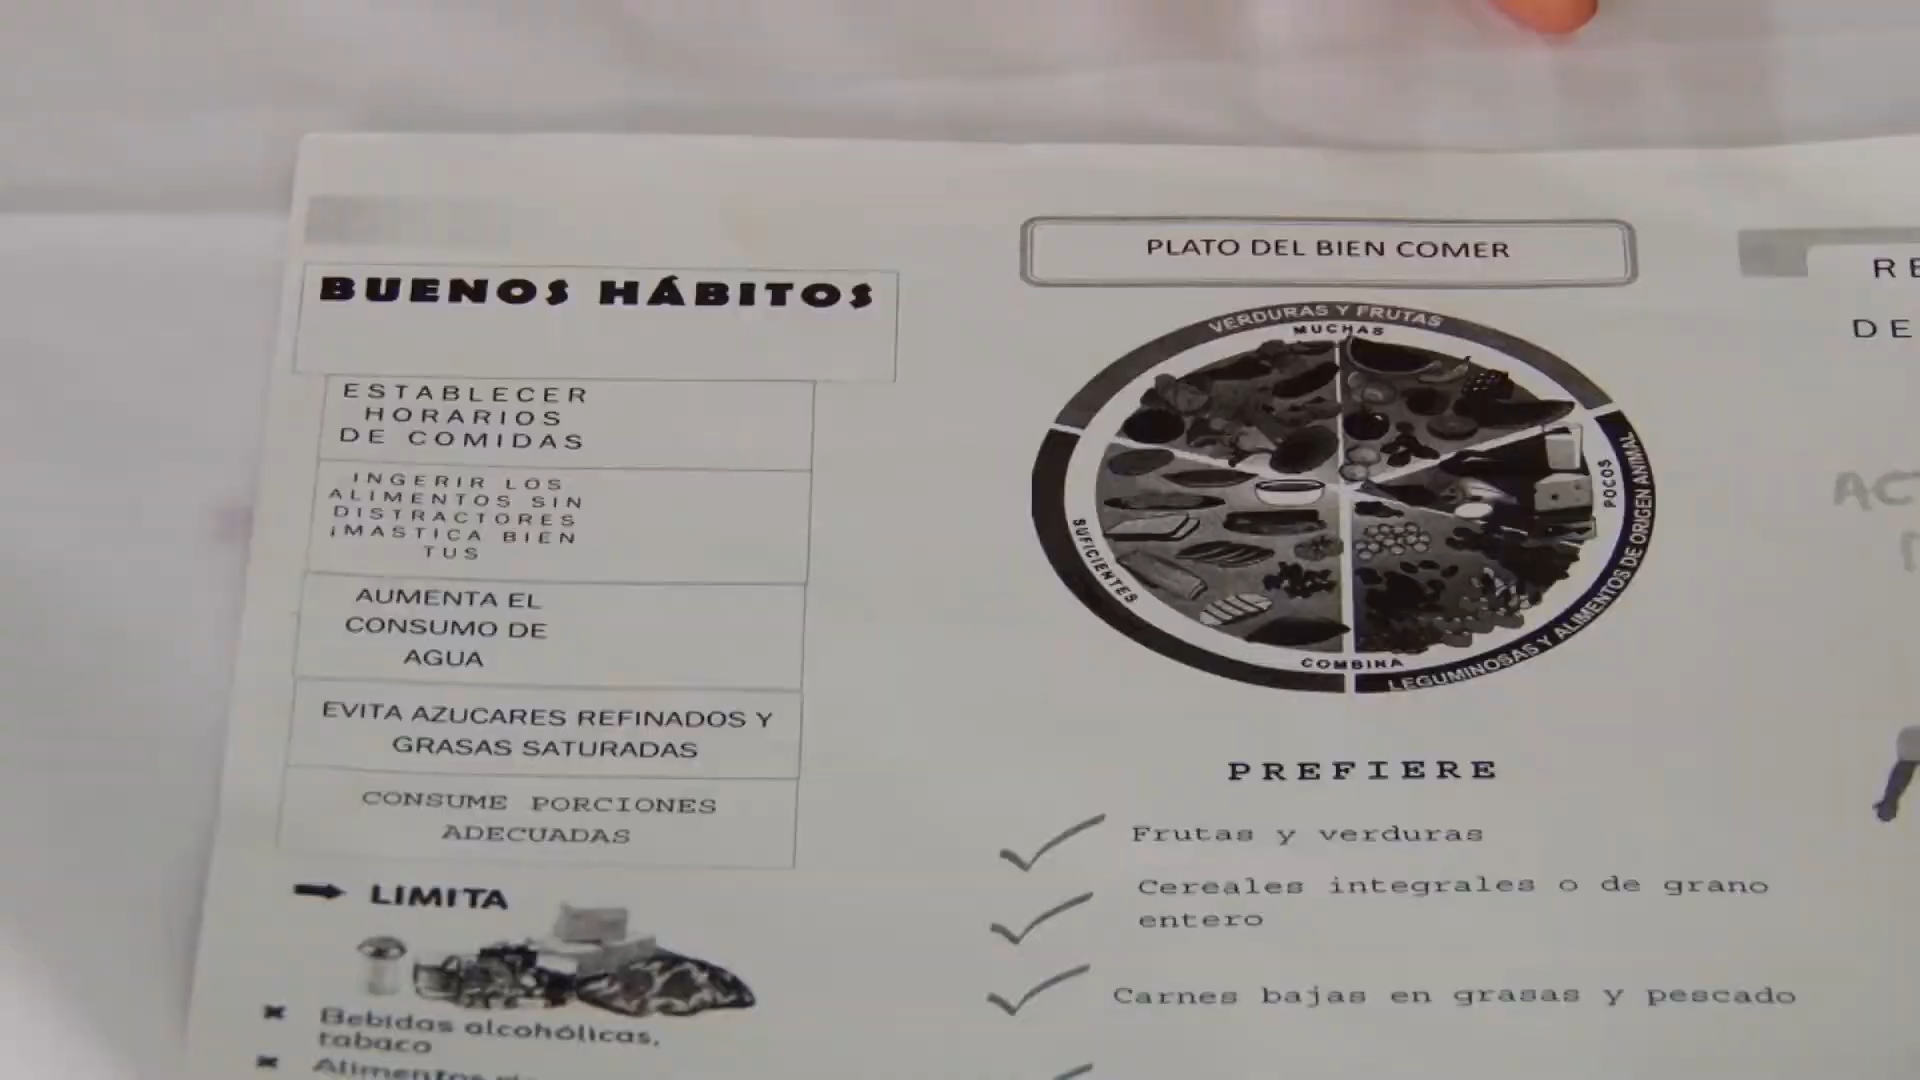 BUENOS HÁBITOS
ESTABLECER
HORARIOS
DE COMIDAS
INGERIR LOS
ALIMENTOS SIN
DISTRACTORES
¡MASTICA BIEN
TUS
AUMENTA EL
CONSUMO DE
AGUA
EVITA AZUCARES REFINADOS Y
GRASAS SATURADAS
CONSUME PORCIONES
ADECUADAS
LIMITA
Bebidas alcohólicas,
tabaco
Alimentos
PLATO DEL BIEN COMER
VERDURAS Y FRUTAS
MUCHAS
POCOS
LEGUMINOSAS Y ALIMENTOS DE ORIGEN ANIMAL
SUFICIENTES
COMBINA
PREFIERE
Frutas y verduras
Cereales integrales o de grano
entero
Carnes bajas en grasas y pescado
RE
DE
AC